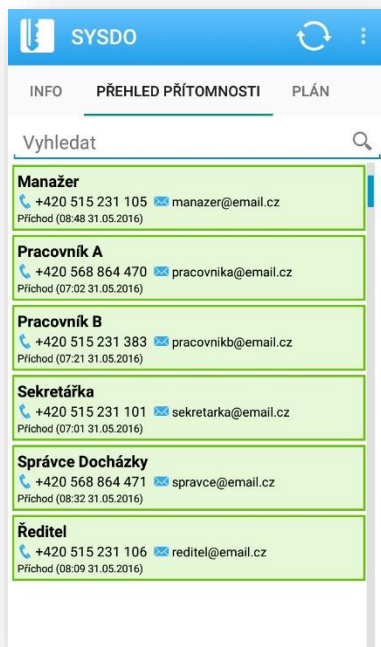 SYSDO
INFO PŘEHLED PŘÍTOMNOSTI PLÁN
Vyhledat
Manažer
+420 515 231 105 manazer@email.cz
Příchod (08:48 31.05.2016)
Pracovník A
+420 568 864 470 pracovnika@email.cz
Příchod (07:02 31.05.2016)
Pracovník B
+420 515 231 383 pracovnikb@email.cz
Příchod (07:21 31.05.2016)
Sekretářka
+420 515 231 101 sekretarka@email.cz
Příchod (07:01 31.05.2016)
Správce Docházky
+420 568 864 471 spravce@email.cz
Příchod (08:32 31.05.2016)
Ředitel
+420 515 231 106 reditel@email.cz
Příchod (08:09 31.05.2016)